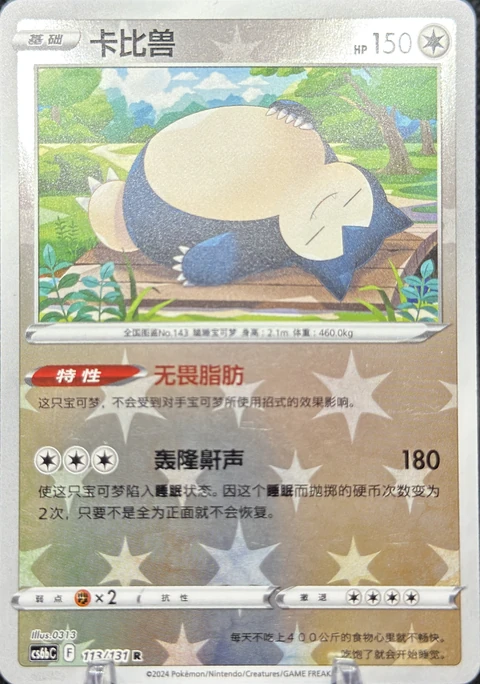 基础 卡比兽 HP 150
全国图鉴No.143 瞌睡宝可梦 身高：2.1m 体重：460.0kg
特性 无畏脂肪
这只宝可梦，不会受到对手宝可梦所使用招式的效果影响。
轰隆鼾声 180
使这只宝可梦陷入睡眠状态。因这个睡眠而抛掷的硬币次数变为
2次，只要不是全为正面就不会恢复。
弱点 ×2 抗性 撤退
Illus.0313
cs6bC F 113/131 R
每天不吃上４００公斤的食物心里就不畅快。
吃饱了就会开始睡觉。
©2024 Pokémon/Nintendo/Creatures/GAME FREAK